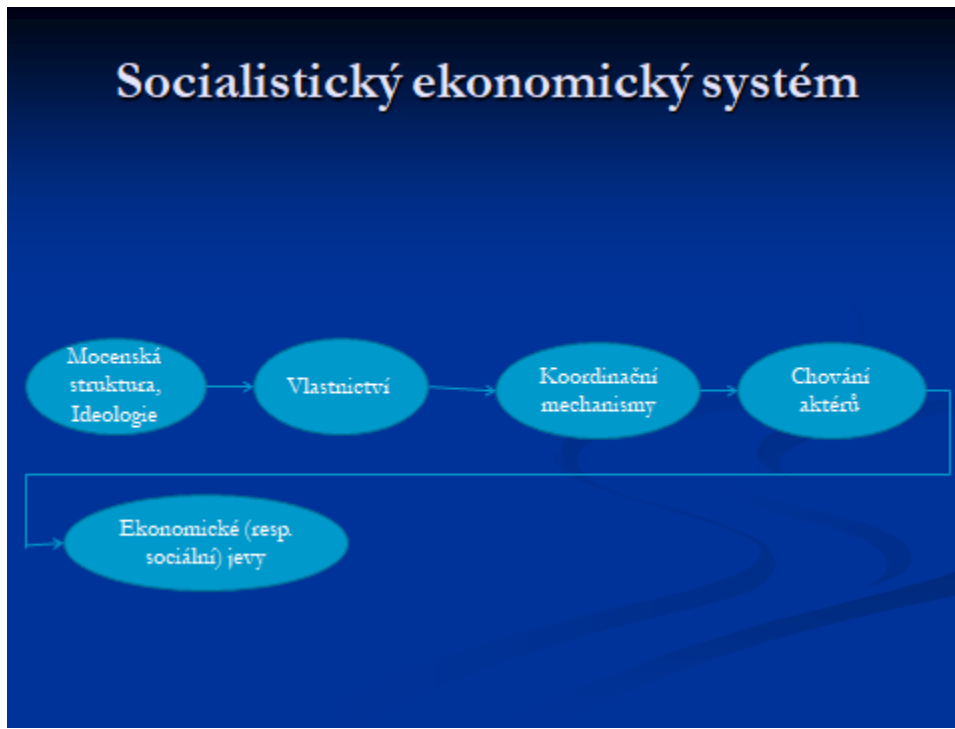 Socialistický ekonomický systém
Mocenská
struktura,
Ideologie
Vlastnictví
Koordinační
mechanismy
Chování
aktérů
Ekonomické (resp.
sociální) jevy